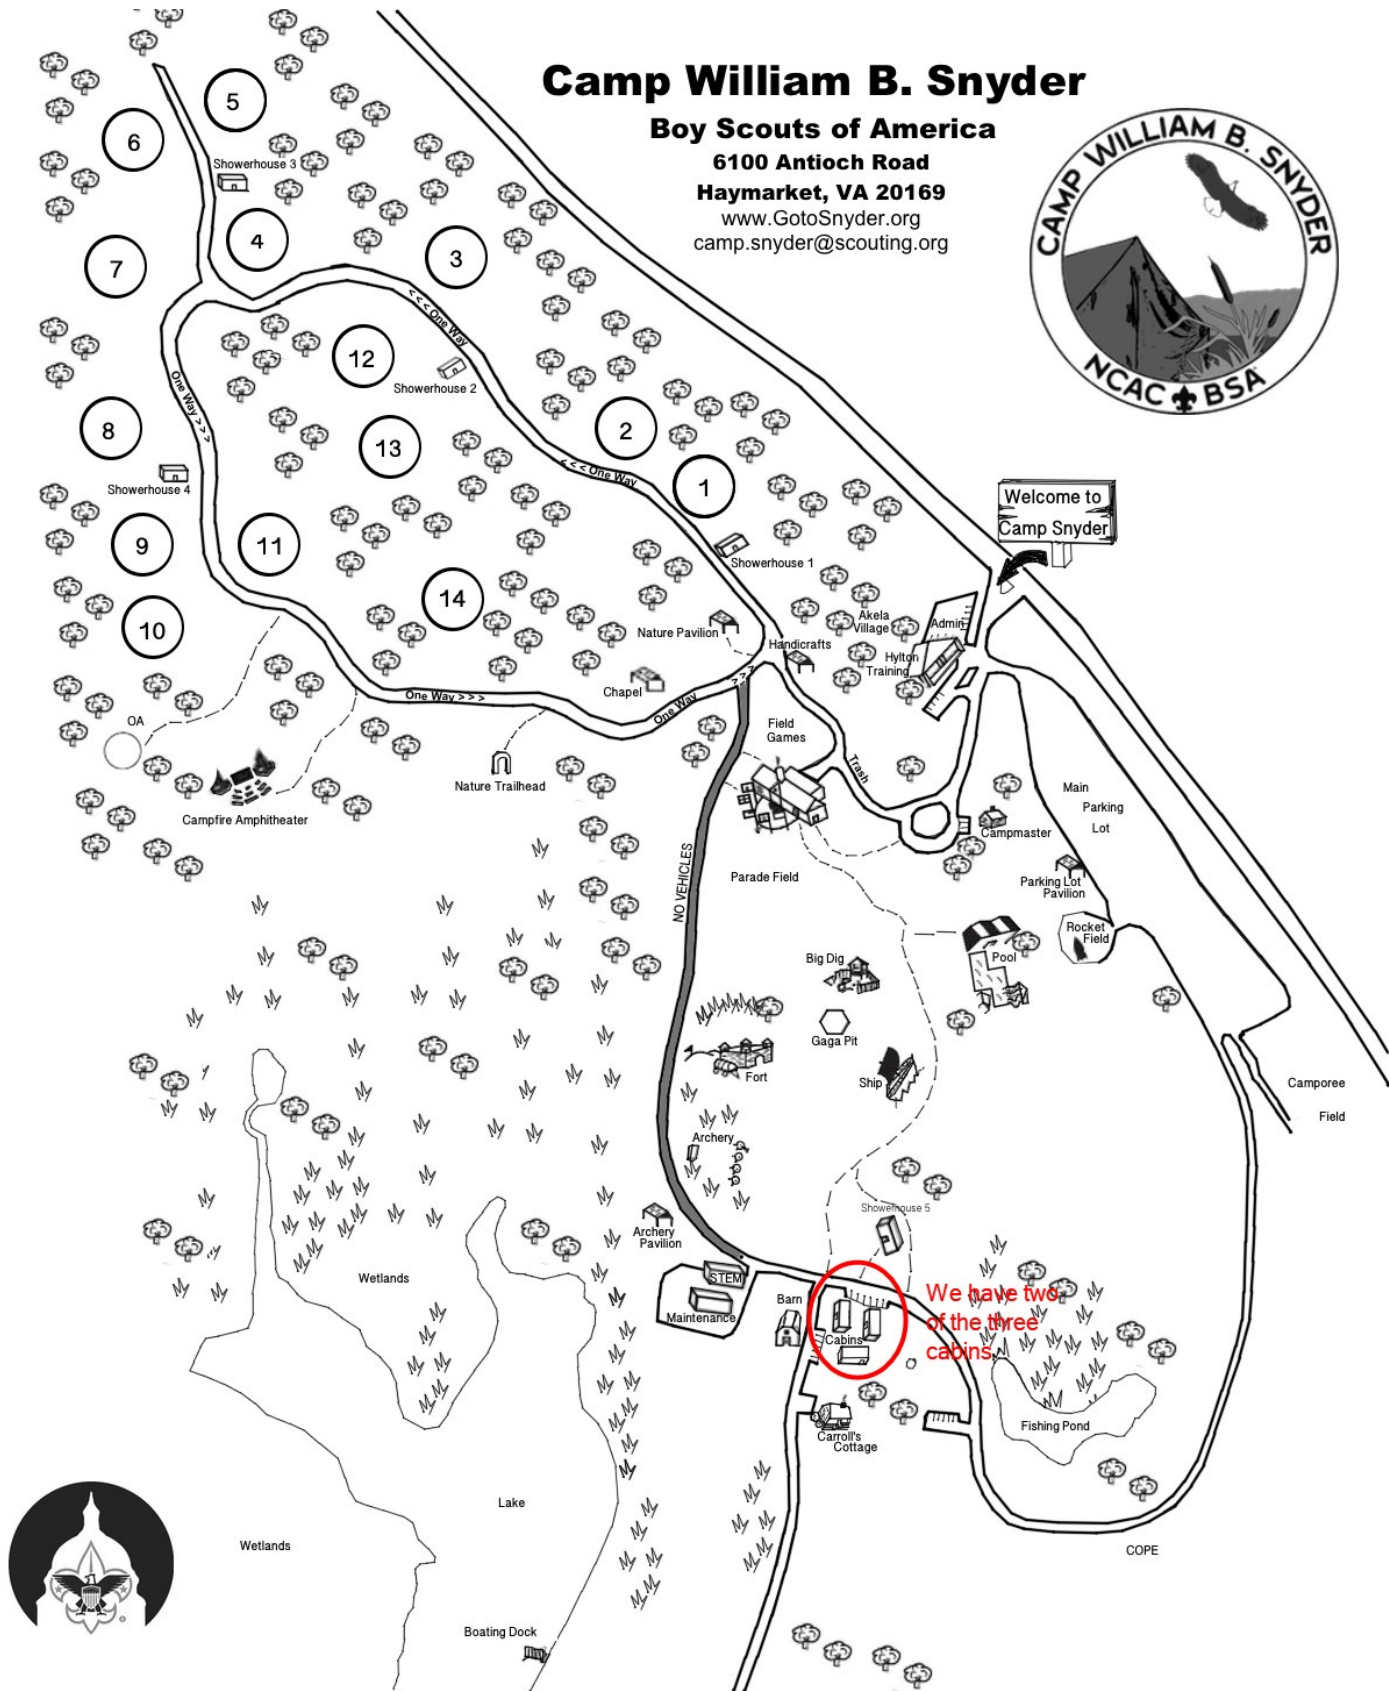 Camp William B. Snyder
Boy Scouts of America
6100 Antioch Road
Haymarket, VA 20169
www.GotoSnyder.org
camp.snyder@scouting.org
CAMP WILLIAM B. SNYDER
NCAC BSA
5
6
Showerhouse 3
4
3
7
<<< One Way
12
Showerhouse 2
One Way >>>
8
2
13
<<< One Way
Showerhouse 4
1
Welcome to
Camp Snyder
9
11
Showerhouse 1
14
10
Nature Pavilion
Akela
Village
Admin
Handicrafts
Hylton
Training
Chapel
>>>
One Way >>>
One Way
OA
Field
Games
Trash
Nature Trailhead
Main
Parking
Lot
Campfire Amphitheater
Campmaster
NO VEHICLES
Parade Field
Parking Lot
Pavilion
Rocket
Field
Pool
Big Dig
Gaga Pit
Fort
Ship
Camporee
Field
Archery
Showerhouse 5
Archery
Pavilion
Wetlands
STEM
Maintenance
Barn
Cabins
We have two
of the three
cabins.
Carroll's
Cottage
Fishing Pond
Lake
Wetlands
COPE
Boating Dock
®